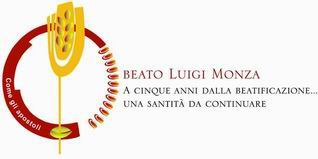 Come gli apostoli
BEATO LUIGI MONZA
A CINQUE ANNI DALLA BEATIFICAZIONE...
UNA SANTITÀ DA CONTINUARE